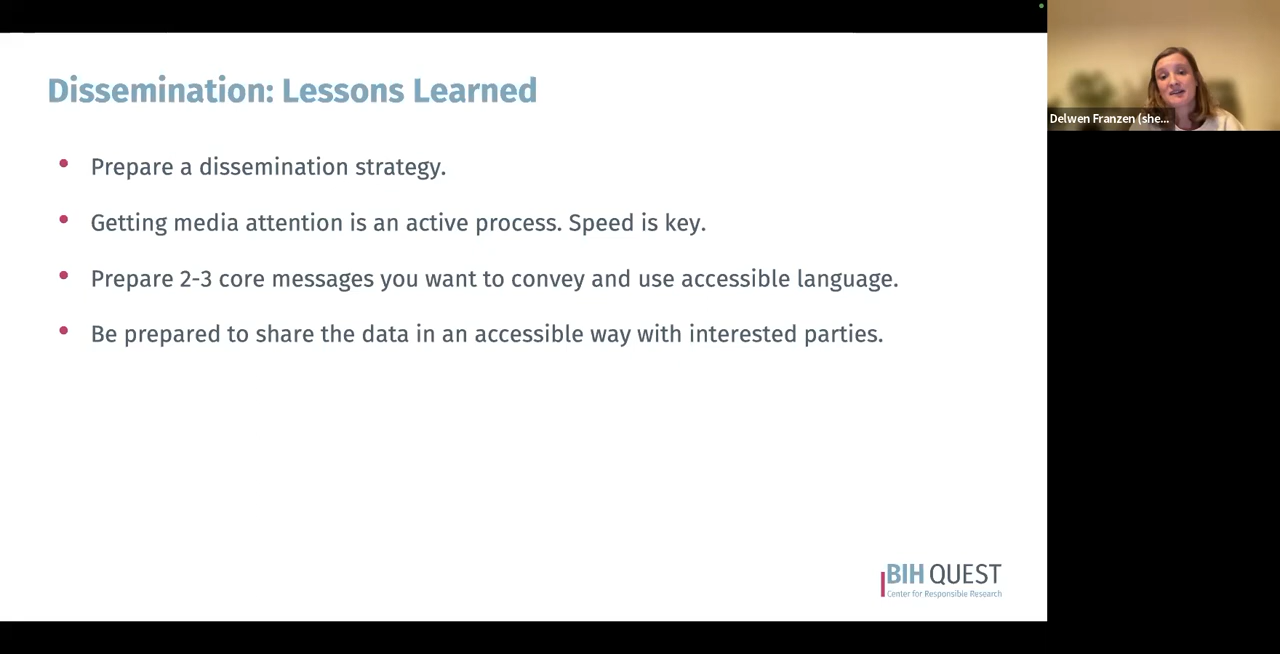 Dissemination: Lessons Learned
• Prepare a dissemination strategy.
• Getting media attention is an active process. Speed is key.
• Prepare 2-3 core messages you want to convey and use accessible language.
• Be prepared to share the data in an accessible way with interested parties.
BIH QUEST
Center for Responsible Research
Delwen Franzen (she...